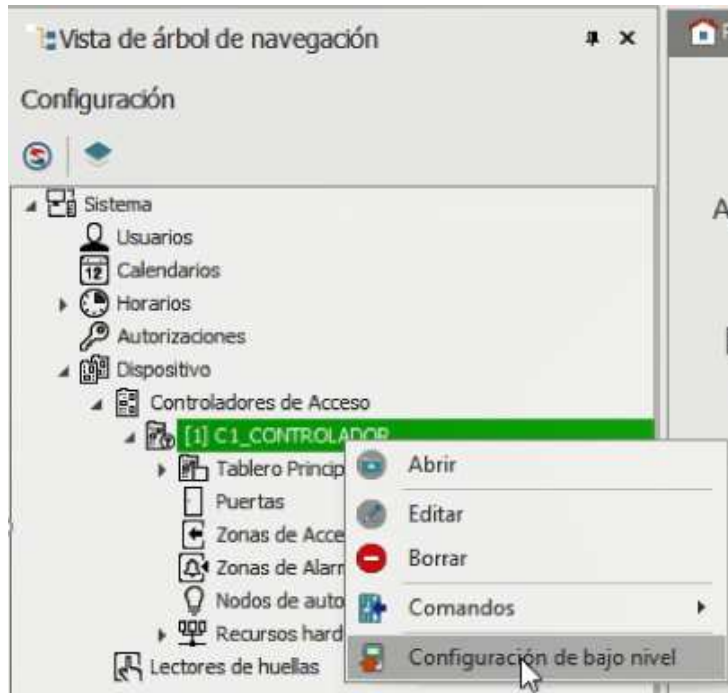 Vista de árbol de navegación
Configuración
Sistema
Usuarios
12 Calendarios
Horarios
Autorizaciones
Dispositivo
Controladores de Acceso
[1] C1_CONTROLADOR
Tablero Princip
Puertas
Zonas de Acce
Zonas de Alarr
Nodos de auto
Recursos hard
Lectores de huellas
Abrir
Editar
Borrar
Comandos
Configuración de bajo nivel